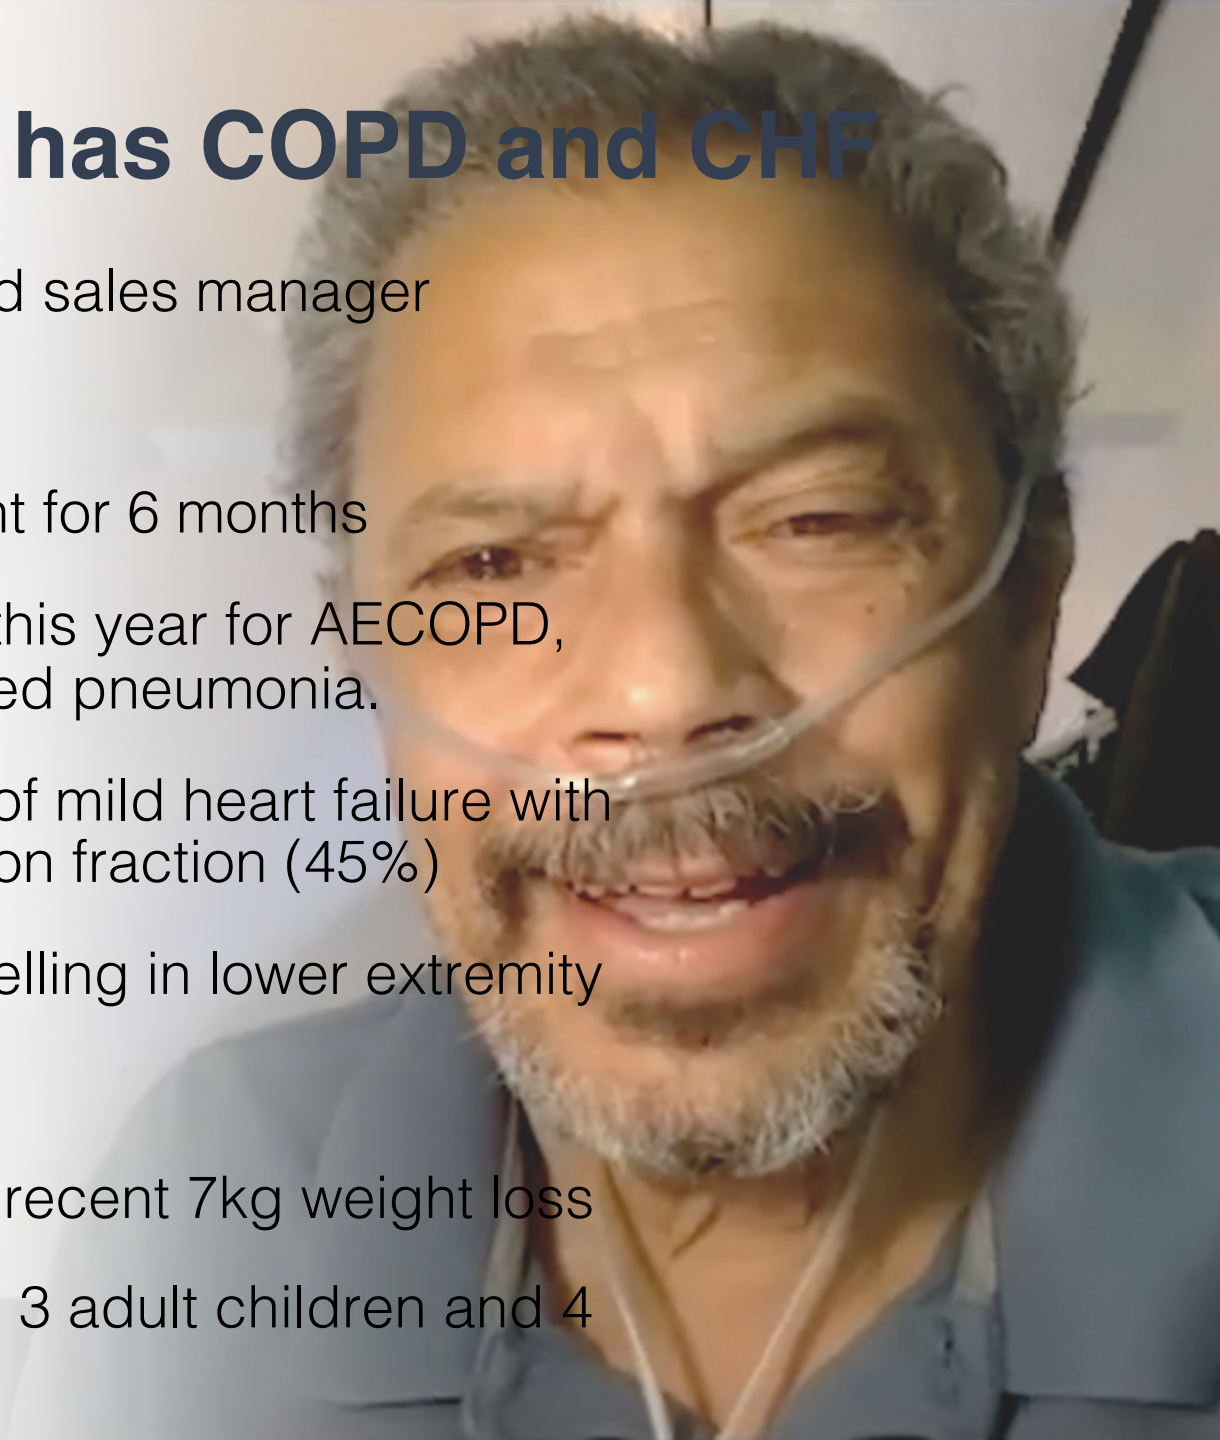 has COPD and CHF
d sales manager
nt for 6 months
this year for AECOPD,
ed pneumonia.
of mild heart failure with
on fraction (45%)
elling in lower extremity
recent 7kg weight loss
3 adult children and 4